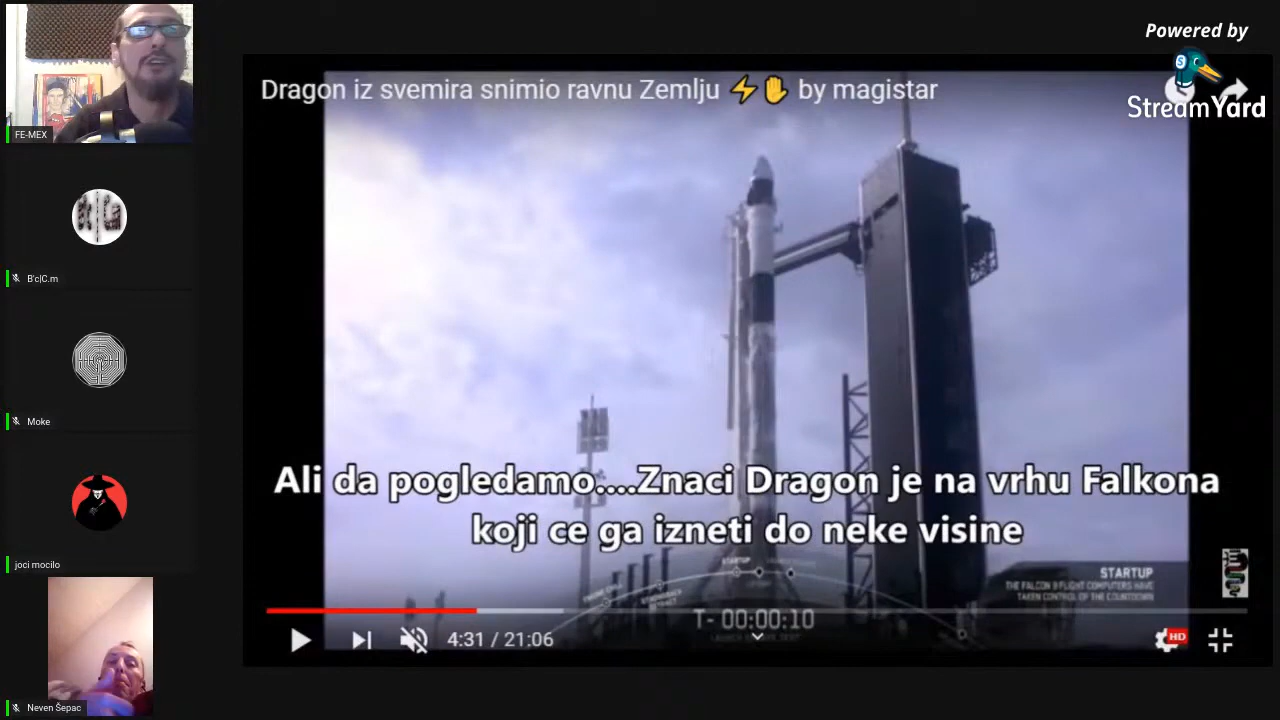 Powered by
StreamYard
Dragon iz svemira snimio ravnu Zemlju ⚡✋ by magistar
FE-MEX
B'c|C.m
Moke
joci mocilo
Neven Šepac
Ali da pogledamo....Znaci Dragon je na vrhu Falkona
koji ce ga izneti do neke visine
STARTUP
STARTUP
THE FALCON 9 FLIGHT COMPUTERS HAVE
TAKEN CONTROL OF THE COUNTDOWN
T- 00:00:10
4:31 / 21:06
HD